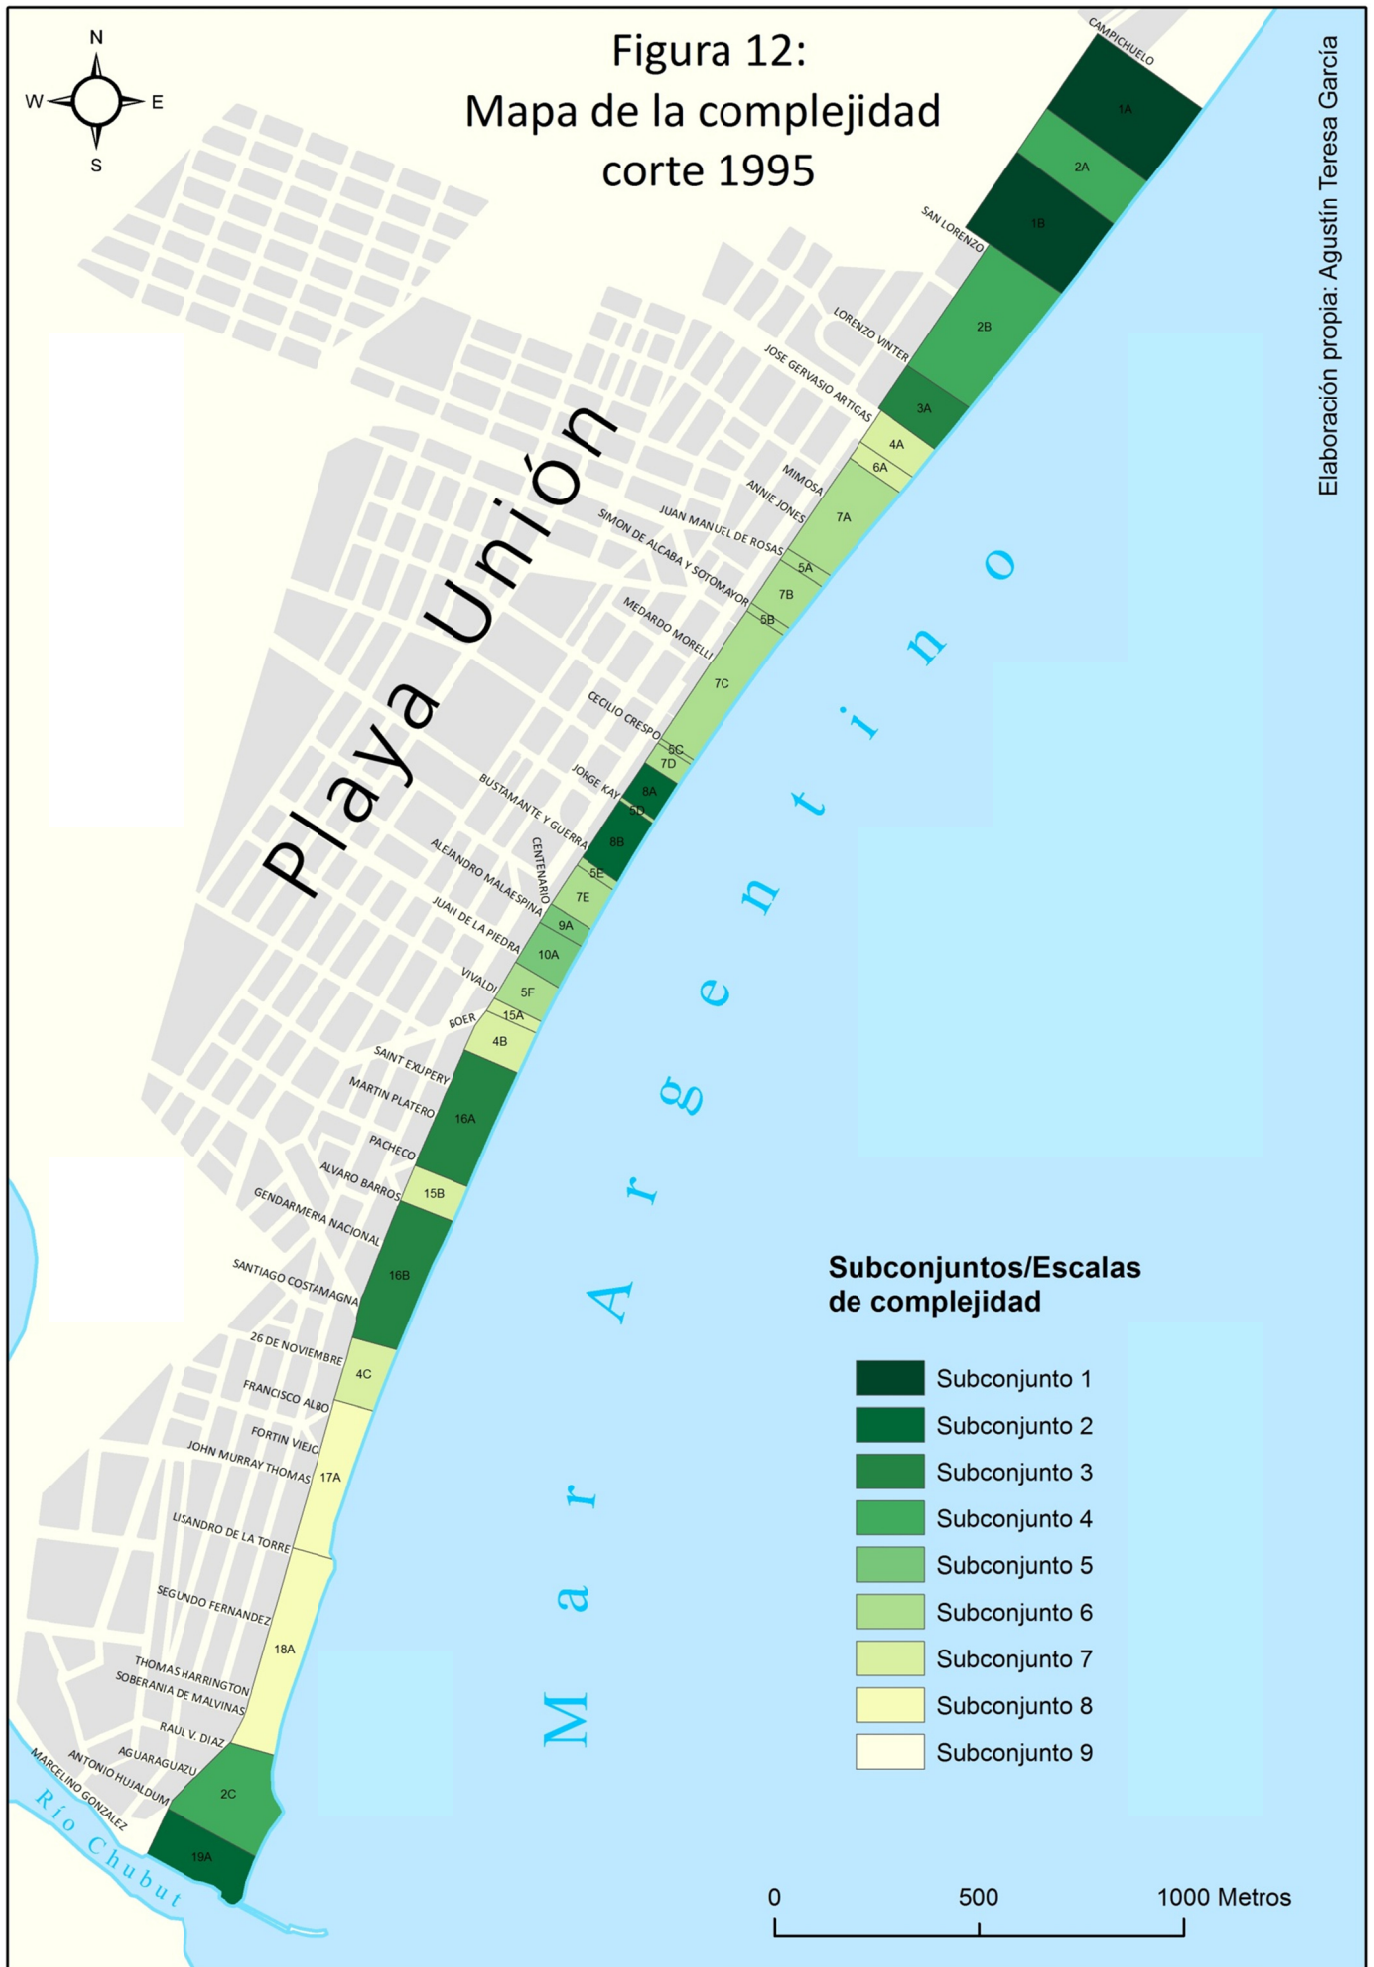 Figura 12:
Mapa de la complejidad
corte 1995
N
W
E
S
Elaboración propia: Agustín Teresa García
CAMPICHUELO
1A
2A
1B
SAN LORENZO
2B
LORENZO VINTER
3A
JOSE GERVASIO ARTIGAS
4A
6A
MIMOSA
ANNIE JONES
7A
JUAN MANUEL DE ROSAS
5A
SIMON DE ALCABA Y SOTOMAYOR
7B
5B
MEDARDO MORELLI
7C
CECILIO CRESPO
5C
7D
JORGE KAY
8A
5D
BUSTAMANTE Y GUERRA
8B
5E
CENTENARIO
7E
ALEJANDRO MALAESPINA
9A
JUAN DE LA PIEDRA
10A
VIVALDI
5F
15A
BOER
4B
SAINT EXUPERY
MARTIN PLATERO
16A
PACHECO
ALVARO BARROS
15B
GENDARMERIA NACIONAL
16B
SANTIAGO COSTAMAGNA
26 DE NOVIEMBRE
4C
FRANCISCO ALBO
FORTIN VIEJO
JOHN MURRAY THOMAS
17A
LISANDRO DE LA TORRE
SEGUNDO FERNANDEZ
18A
THOMAS HARRINGTON
SOBERANIA DE MALVINAS
RAUL V. DIAZ
AGUARAGUAZU
ANTONIO HUJALDUM
MARCELINO GONZALEZ
2C
19A
Playa Unión
Mar Argentino
Río Chubut
Subconjuntos/Escalas
de complejidad
Subconjunto 1
Subconjunto 2
Subconjunto 3
Subconjunto 4
Subconjunto 5
Subconjunto 6
Subconjunto 7
Subconjunto 8
Subconjunto 9
0 500 1000 Metros